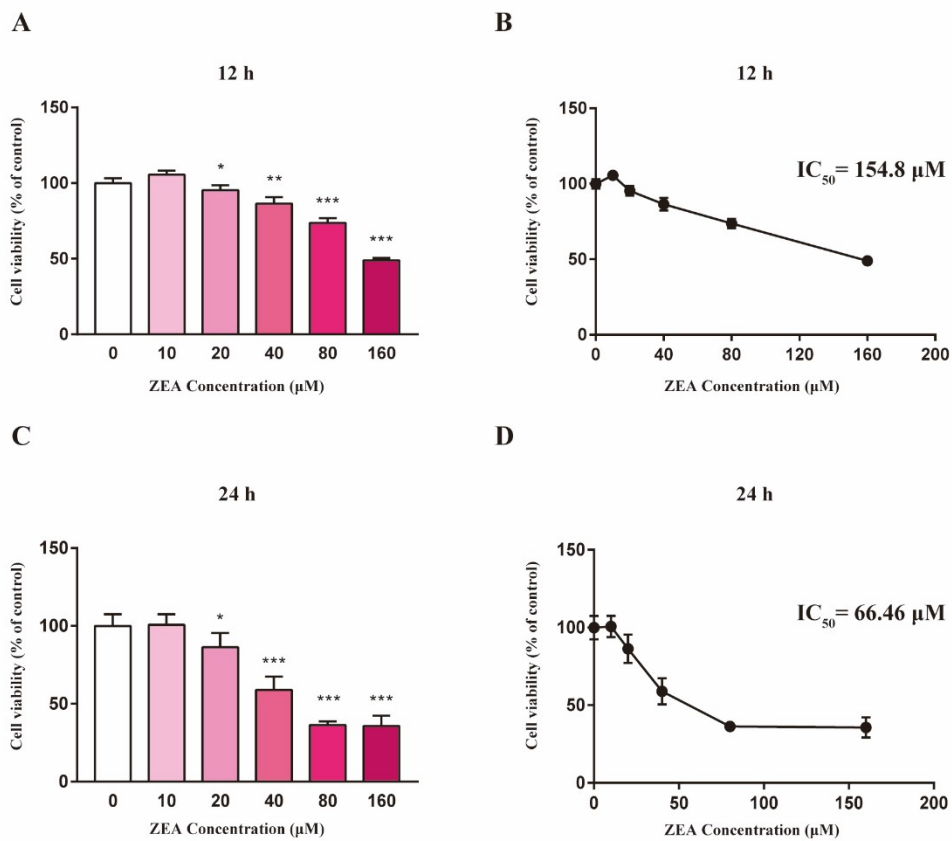 A
12 h
Cell viability (% of control)
150
100
50
0
*
**
***
***
0 10 20 40 80 160
ZEA Concentration (μM)
B
12 h
Cell viability (% of control)
150
100
50
0
IC50= 154.8 μM
0 40 80 120 160 200
ZEA Concentration (μM)
C
24 h
Cell viability (% of control)
150
100
50
0
*
***
***
***
0 10 20 40 80 160
ZEA Concentration (μM)
D
24 h
Cell viability (% of control)
150
100
50
0
IC50= 66.46 μM
0 50 100 150 200
ZEA Concentration (μM)